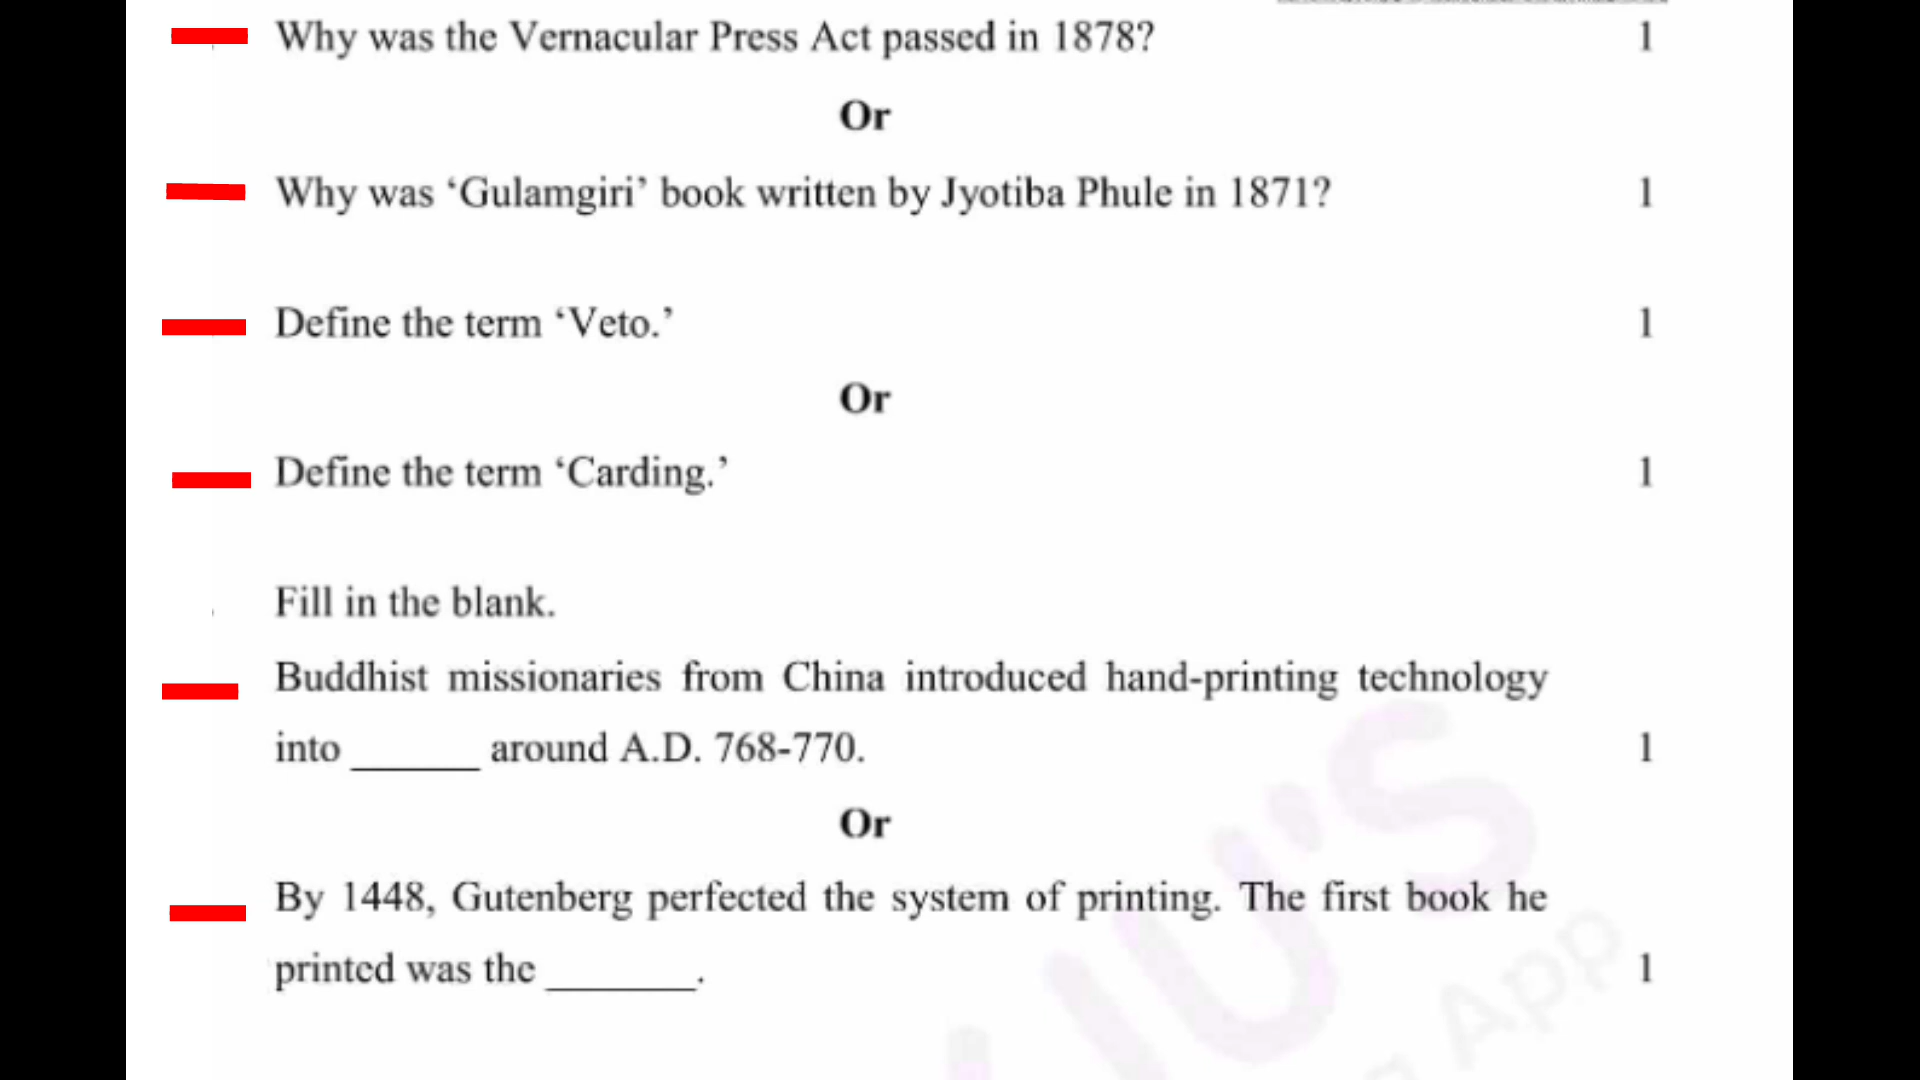 Why was the Vernacular Press Act passed in 1878? 1
Or
Why was ‘Gulamgiri’ book written by Jyotiba Phule in 1871? 1
Define the term ‘Veto.’ 1
Or
Define the term ‘Carding.’ 1
Fill in the blank.
Buddhist missionaries from China introduced hand-printing technology
into ______ around A.D. 768-770. 1
Or
By 1448, Gutenberg perfected the system of printing. The first book he
printed was the _______. 1
U'S
App